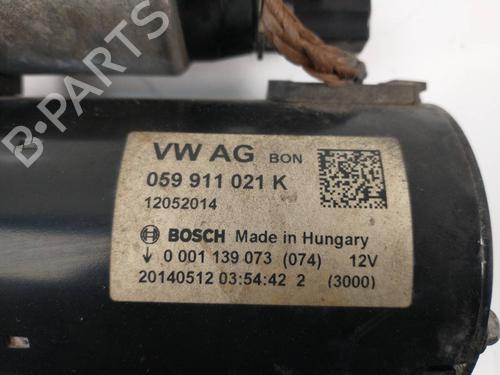 VW AG BON
059 911 021 K
12052014
BOSCH Made in Hungary
↓ 0 001 139 073 (074) 12V
20140512 03:54:42 2 (3000)
BPARTS